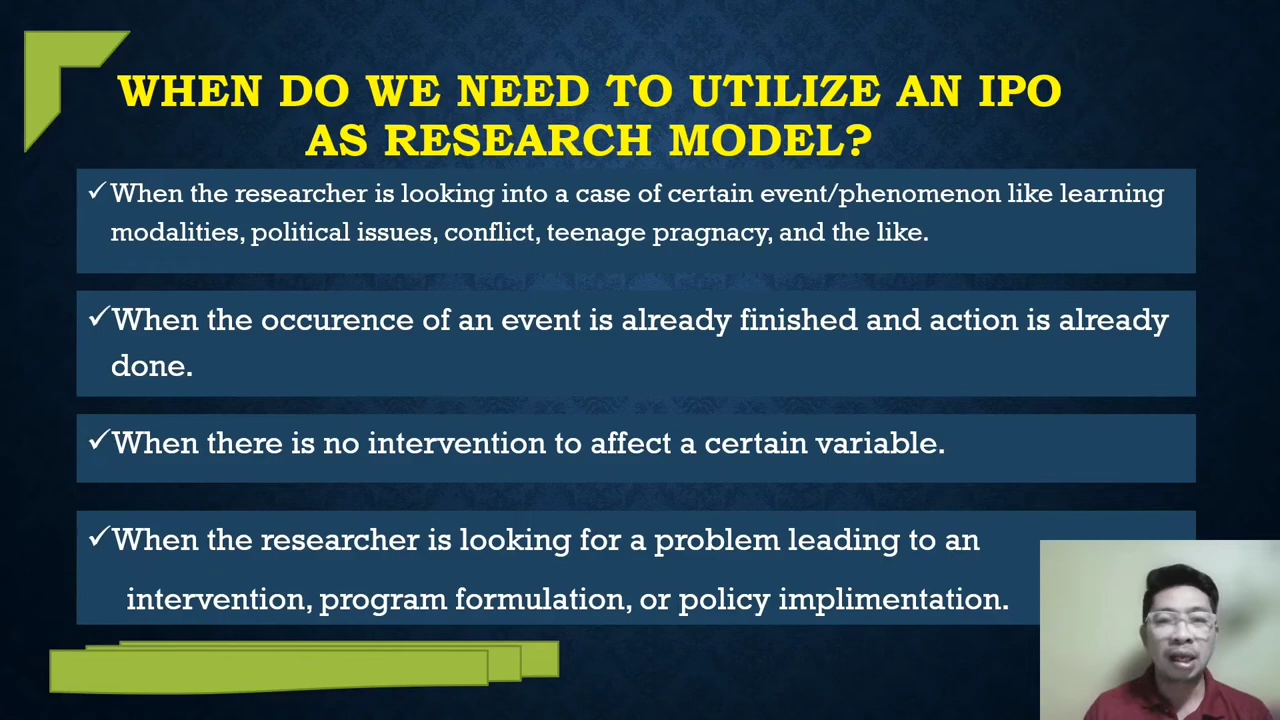 WHEN DO WE NEED TO UTILIZE AN IPO
AS RESEARCH MODEL?
✓When the researcher is looking into a case of certain event/phenomenon like learning
modalities, political issues, conflict, teenage pragnacy, and the like.
✓When the occurence of an event is already finished and action is already
done.
✓When there is no intervention to affect a certain variable.
✓When the researcher is looking for a problem leading to an
intervention, program formulation, or policy implimentation.